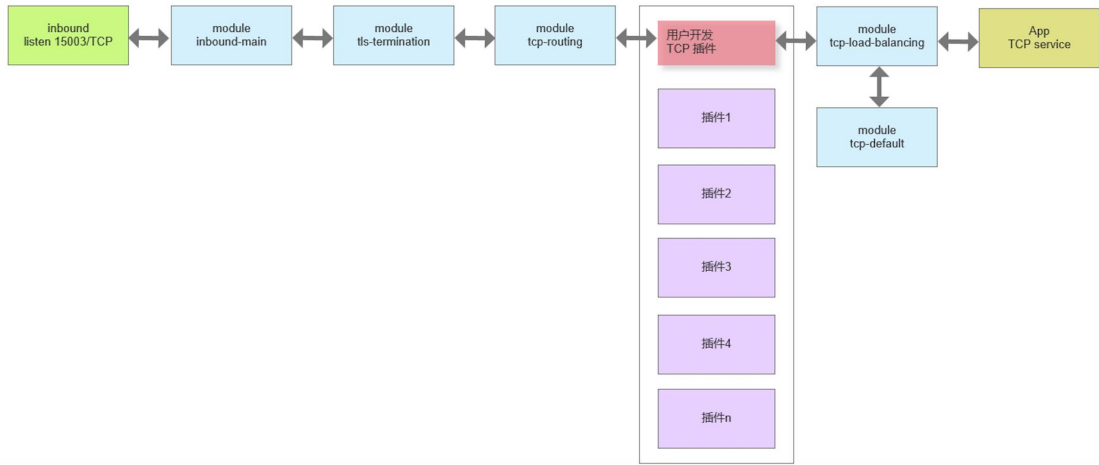 inbound
listen 15003/TCP
module
inbound-main
module
tls-termination
module
tcp-routing
用户开发
TCP 插件
module
tcp-load-balancing
App
TCP service
插件1
module
tcp-default
插件2
插件3
插件4
插件n